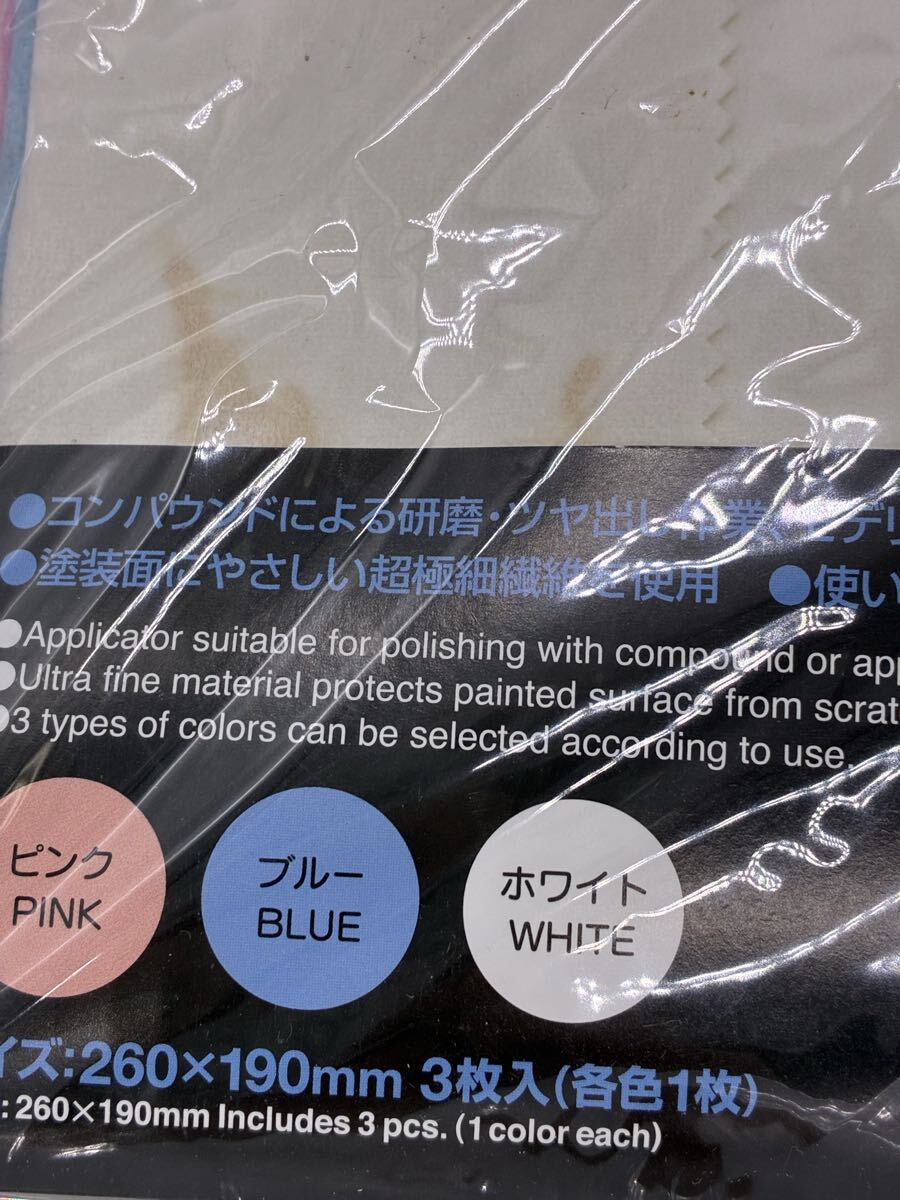 ●コンパウンドによる研磨・ツヤ出し作業
●塗装面にやさしい超極細繊維を使用 ●使い
●Applicator suitable for polishing with compound or app
●Ultra fine material protects painted surface from scrat
●3 types of colors can be selected according to use.
ピンク
PINK
ブルー
BLUE
ホワイト
WHITE
イズ:260×190mm 3枚入(各色1枚)
: 260×190mm Includes 3 pcs. (1 color each)